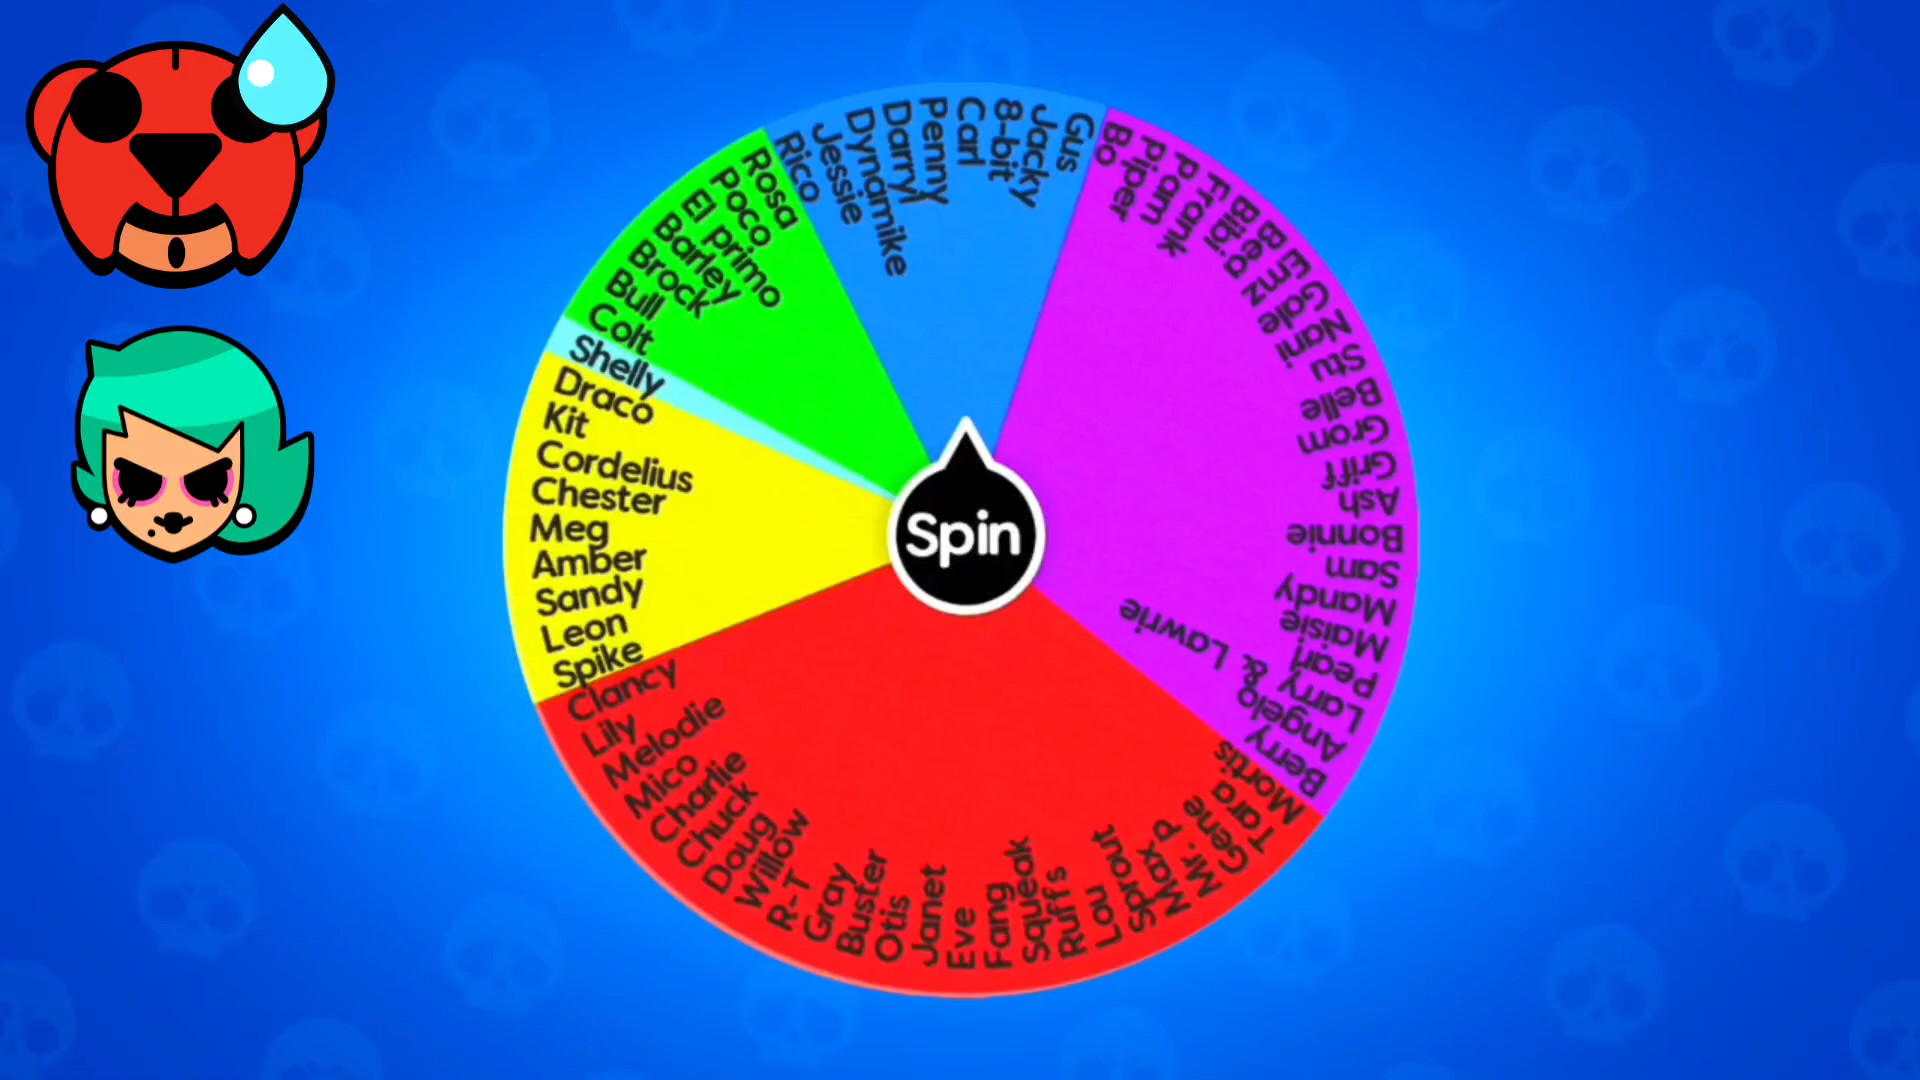 Rico
Jessie
Dynamike
Darryl
Penny
Carl
8-bit
Jacky
Gus
Bo
Piper
Pam
Frank
Bibi
Bea
Emz
Gale
Nani
Stu
Belle
Grom
Griff
Ash
Bonnie
Sam
Mandy
Maisie
Pearl
Larry & Lawrie
Angelo
Berry
Mortis
Tara
Gene
Mr. P
Max
Sprout
Lou
Ruffs
Squeak
Fang
Eve
Janet
Otis
Buster
Gray
R-T
Willow
Doug
Chuck
Charlie
Mico
Melodie
Lily
Clancy
Spike
Leon
Sandy
Amber
Meg
Chester
Cordelius
Kit
Draco
Shelly
Colt
Bull
Brock
Barley
El primo
Poco
Rosa
Spin